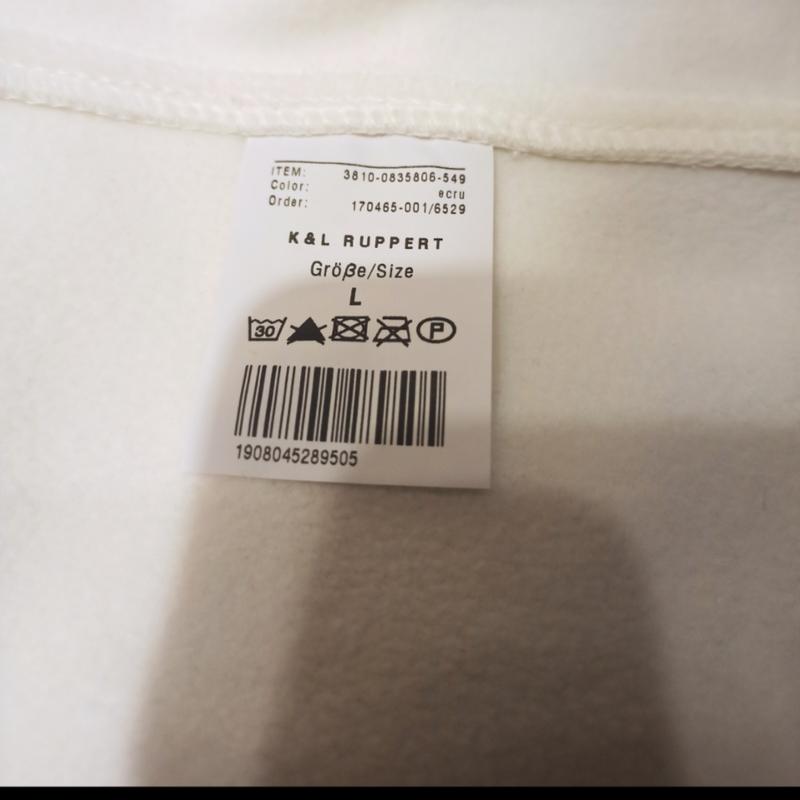 ITEM: 3810-0835806-549
Color: ecru
Order: 170465-001/6529
K&L RUPPERT
Größe/Size
L
30 P
1908045289505